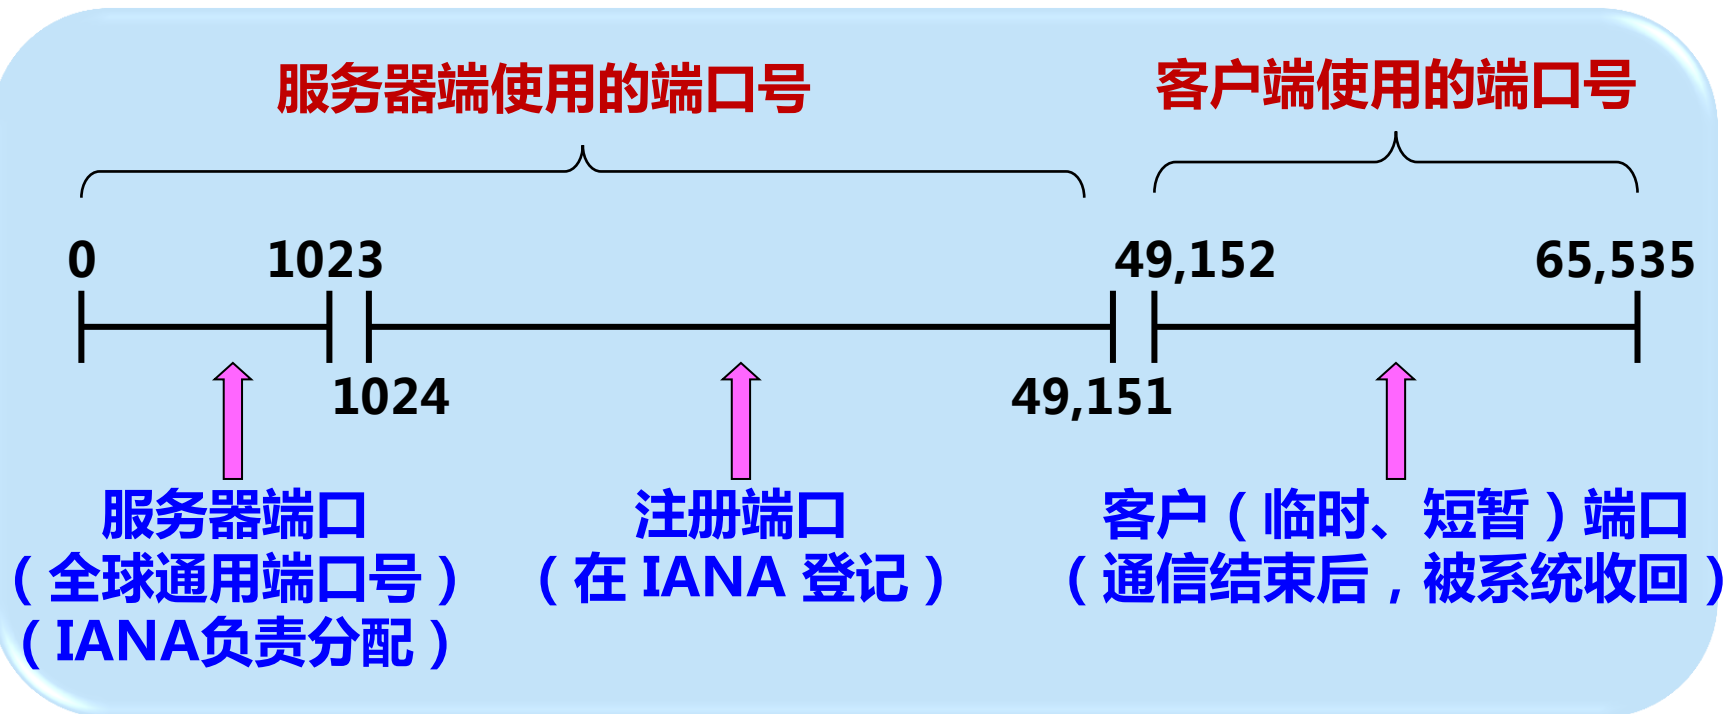 服务器端使用的端口号
客户端使用的端口号
0
1023
49,152
65,535
1024
49,151
服务器端口
（全球通用端口号）
（IANA负责分配）
注册端口
（在 IANA 登记）
客户（临时、短暂）端口
（通信结束后，被系统收回）